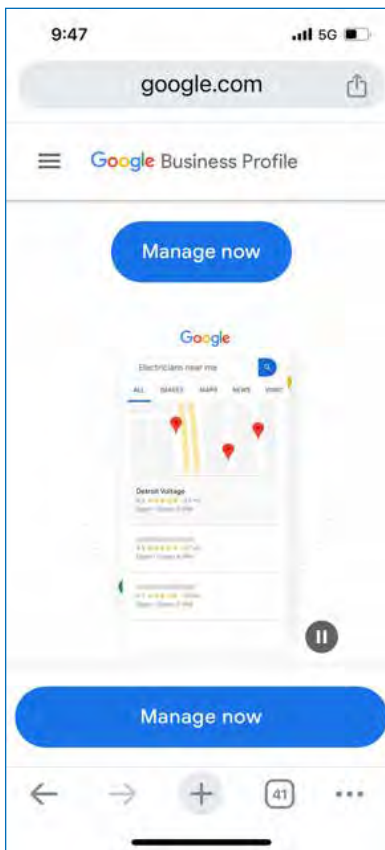 9:47
5G
google.com
Google Business Profile
Manage now
Google
Electricians near me
ALL IMAGES MAPS NEWS
Detroit Voltage
Manage now
41